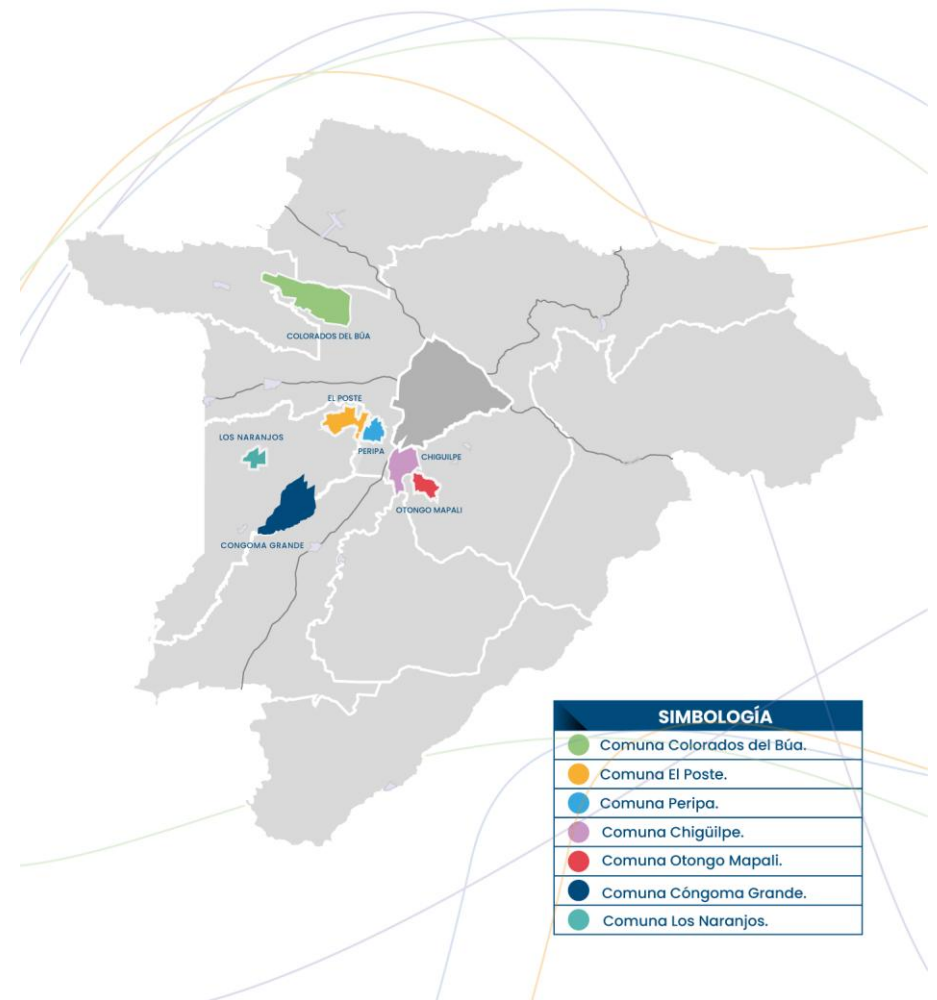 COLORADOS DEL BÚA
EL POSTE
LOS NARANJOS
PERIPA
CHIGUILPE
OTONGO MAPALI
CONGOMA GRANDE
SIMBOLOGÍA
Comuna Colorados del Búa.
Comuna El Poste.
Comuna Peripa.
Comuna Chigüilpe.
Comuna Otongo Mapali.
Comuna Cóngoma Grande.
Comuna Los Naranjos.